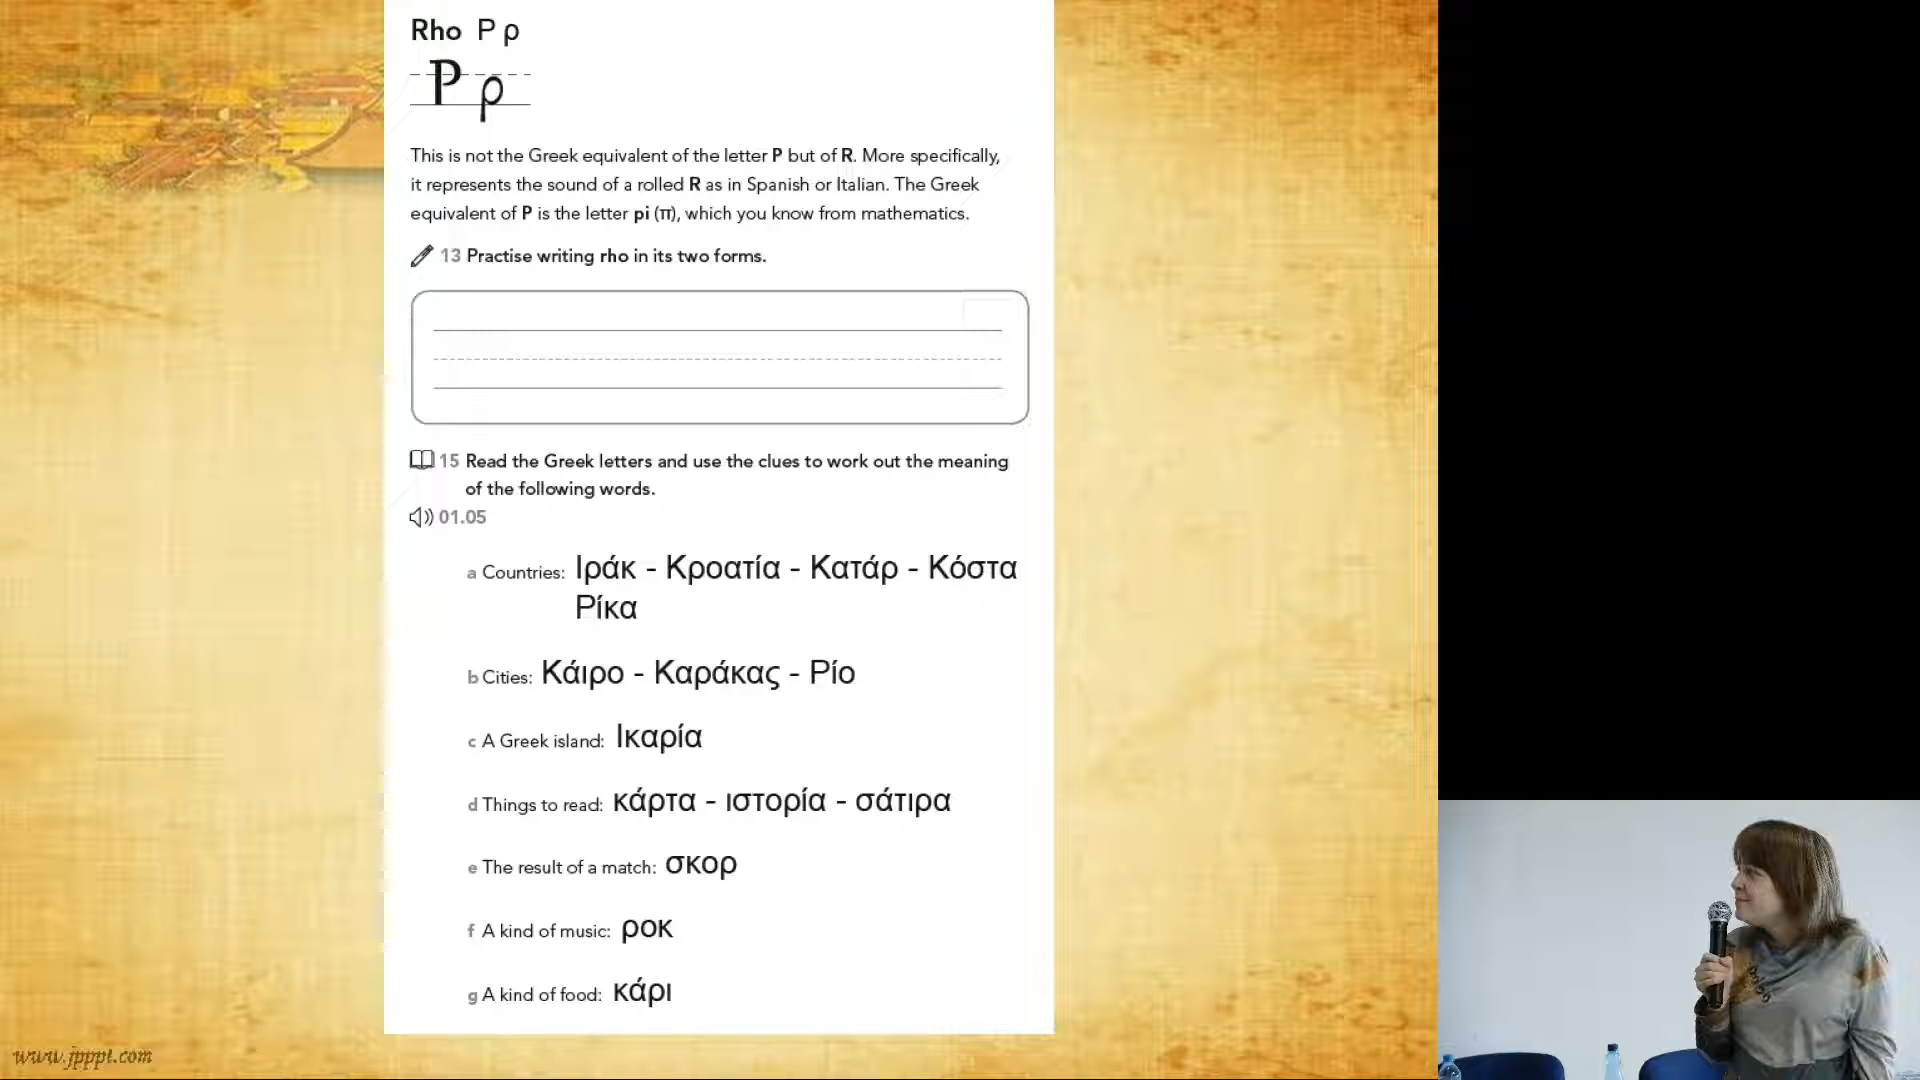 Rho Ρ ρ
Ρ ρ
This is not the Greek equivalent of the letter P but of R. More specifically,
it represents the sound of a rolled R as in Spanish or Italian. The Greek
equivalent of P is the letter pi (π), which you know from mathematics.
13 Practise writing rho in its two forms.
15 Read the Greek letters and use the clues to work out the meaning
of the following words.
01.05
a Countries: Ιράκ - Κροατία - Κατάρ - Κόστα
Ρίκα
b Cities: Κάιρο - Καράκας - Ρίο
c A Greek island: Ικαρία
d Things to read: κάρτα - ιστορία - σάτιρα
e The result of a match: σκορ
f A kind of music: ροκ
g A kind of food: κάρι
www.jpppt.com